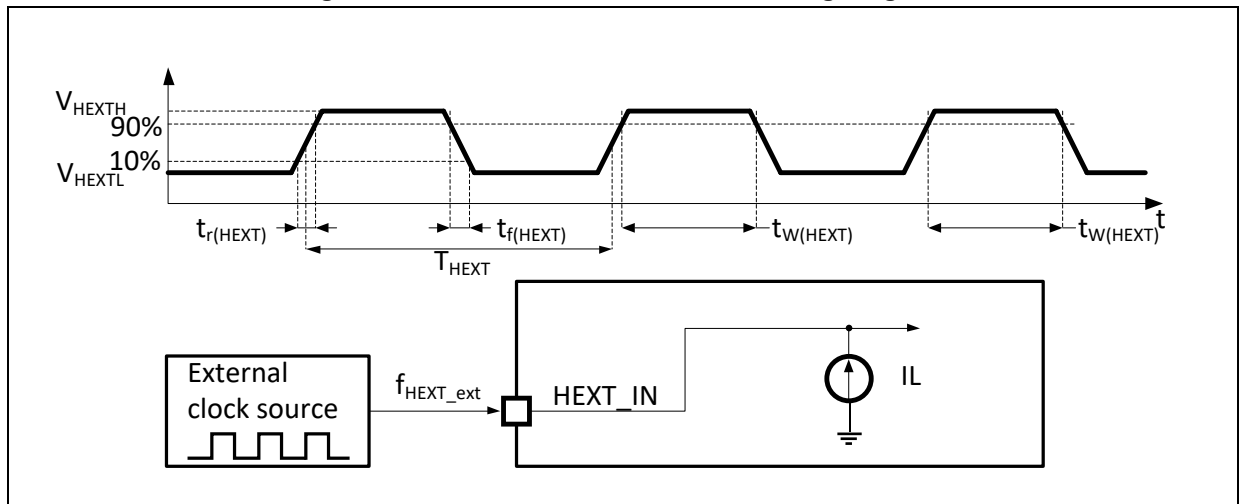 V_HEXTH
90%
10%
V_HEXTL
t_r(HEXT)
t_f(HEXT)
t_W(HEXT)
t_W(HEXT)
t
T_HEXT
External
clock source
f_HEXT_ext
HEXT_IN
IL